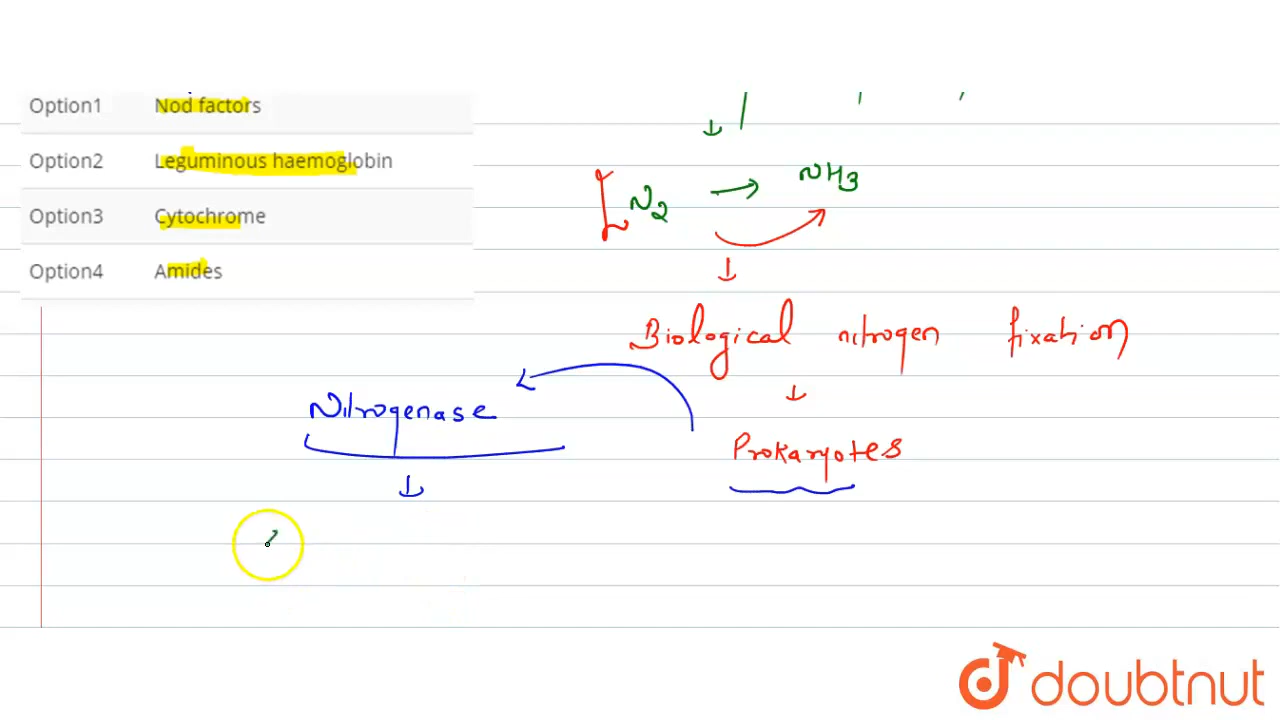 Option1 Nod factors
Option2 Leguminous haemoglobin
Option3 Cytochrome
Option4 Amides
N2 → NH3
Biological nitrogen fixation
Nitrogenase
Prokaryotes
doubtnut